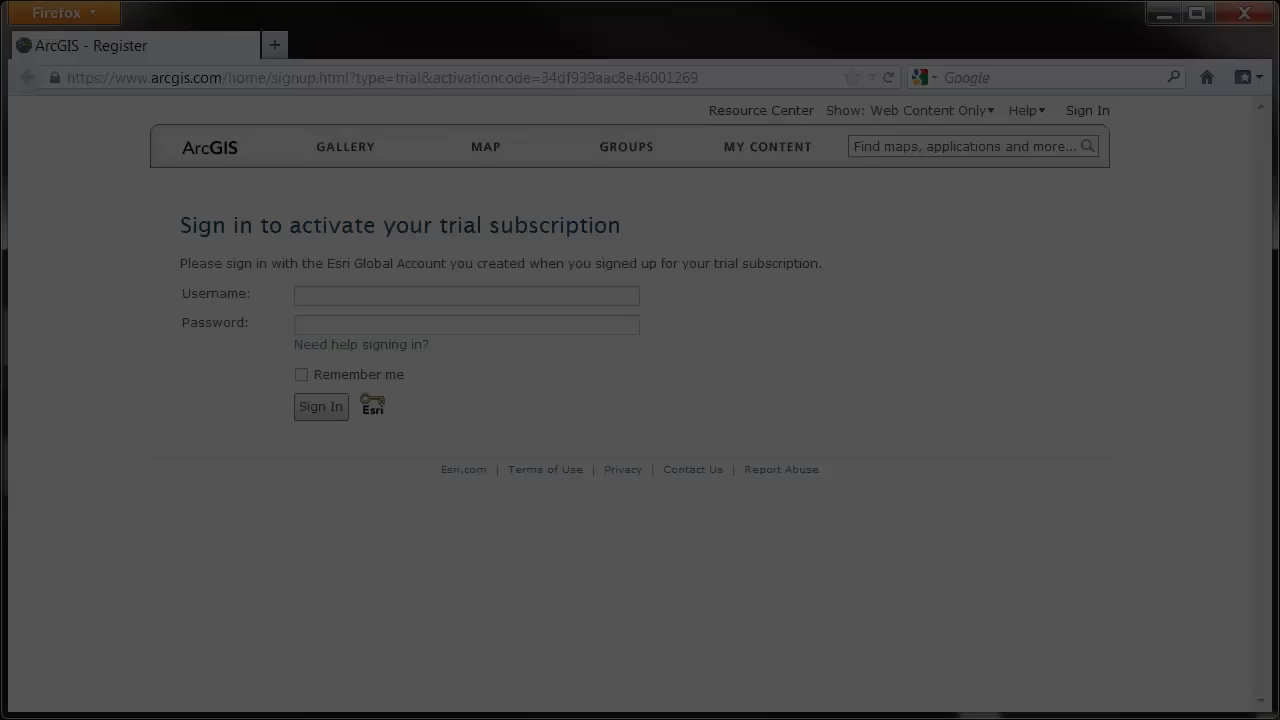 Firefox
ArcGIS - Register
https://www.arcgis.com/home/signup.html?type=trial&activationcode=34df939aac8e46001269
Google
Resource Center Show: Web Content Only Help Sign In
ArcGIS GALLERY MAP GROUPS MY CONTENT Find maps, applications and more...
Sign in to activate your trial subscription
Please sign in with the Esri Global Account you created when you signed up for your trial subscription.
Username:
Password:
Need help signing in?
Remember me
Sign In Esri
Esri.com | Terms of Use | Privacy | Contact Us | Report Abuse